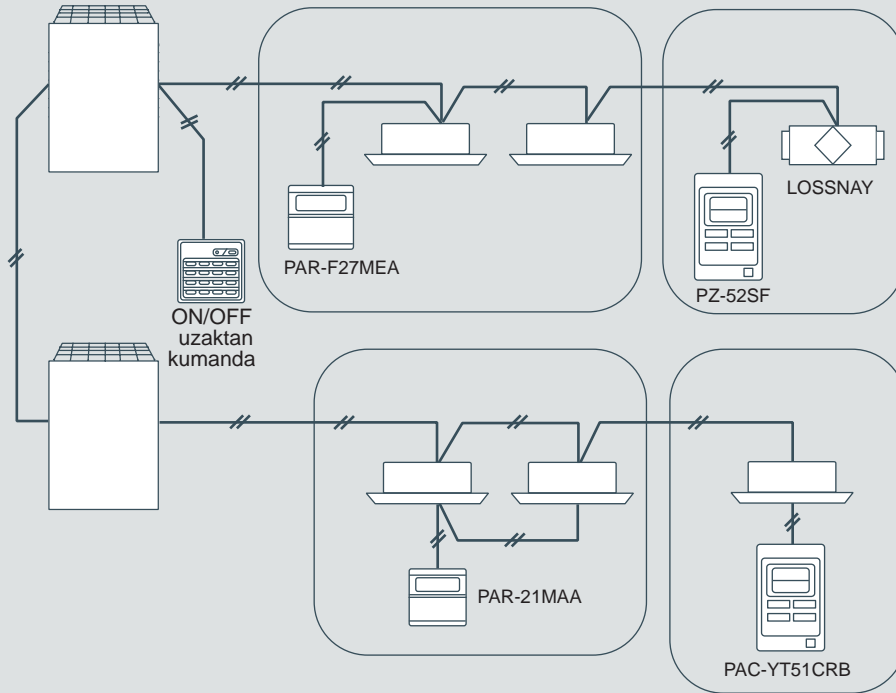 LOSSNAY
PAR-F27MEA
PZ-52SF
ON/OFF
uzaktan
kumanda
PAR-21MAA
PAC-YT51CRB